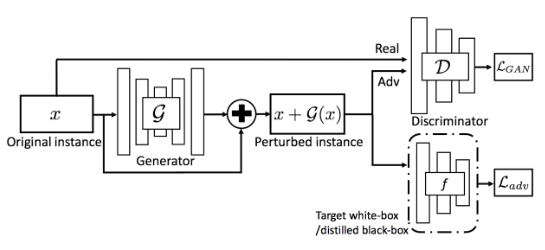 Real
Adv
𝒟
ℒ_GAN
Discriminator
x
Original instance
𝒢
Generator
x + 𝒢(x)
Perturbed instance
f
ℒ_adv
Target white-box
/distilled black-box